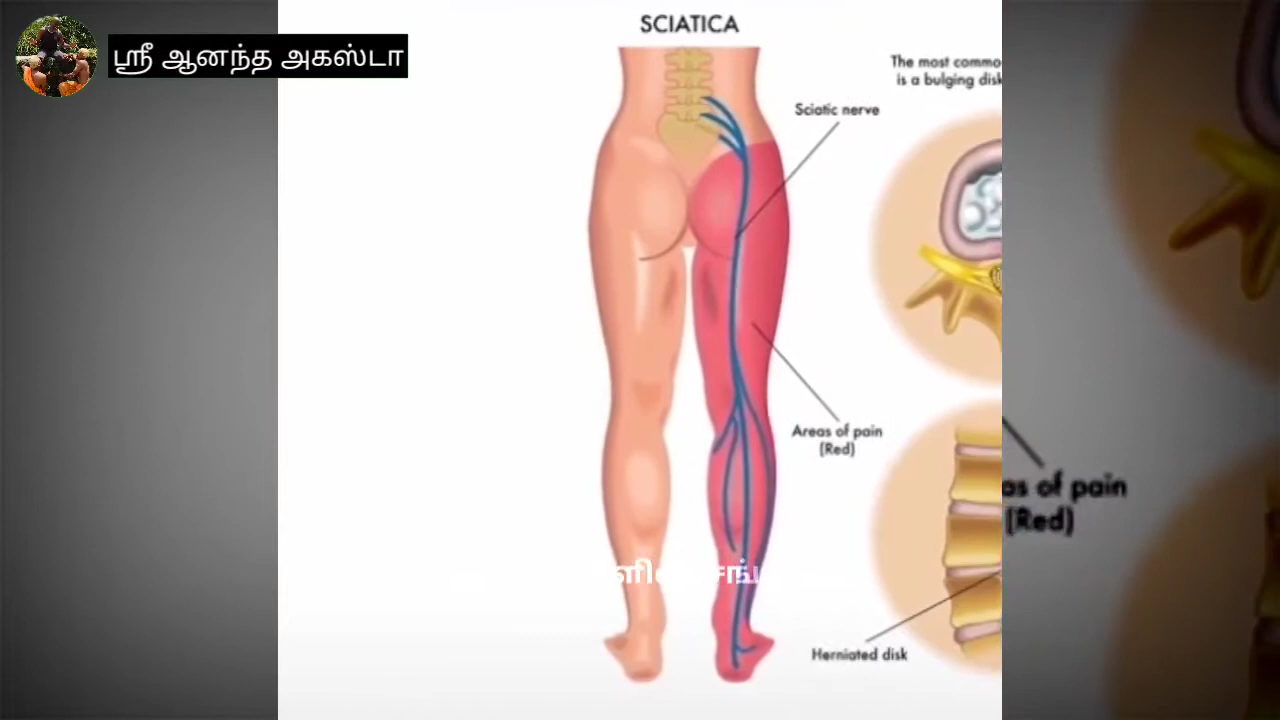 ஸ்ரீ ஆனந்த அகஸ்டா
SCIATICA
The most commo
is a bulging disk
Sciatic nerve
Areas of pain
(Red)
as of pain
(Red)
Herniated disk